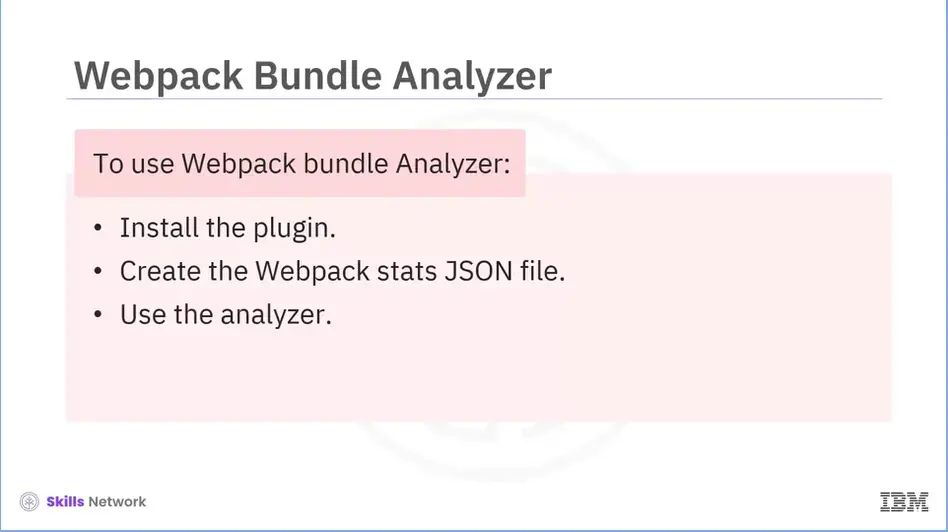 Webpack Bundle Analyzer
To use Webpack bundle Analyzer:
• Install the plugin.
• Create the Webpack stats JSON file.
• Use the analyzer.
Skills Network
IBM